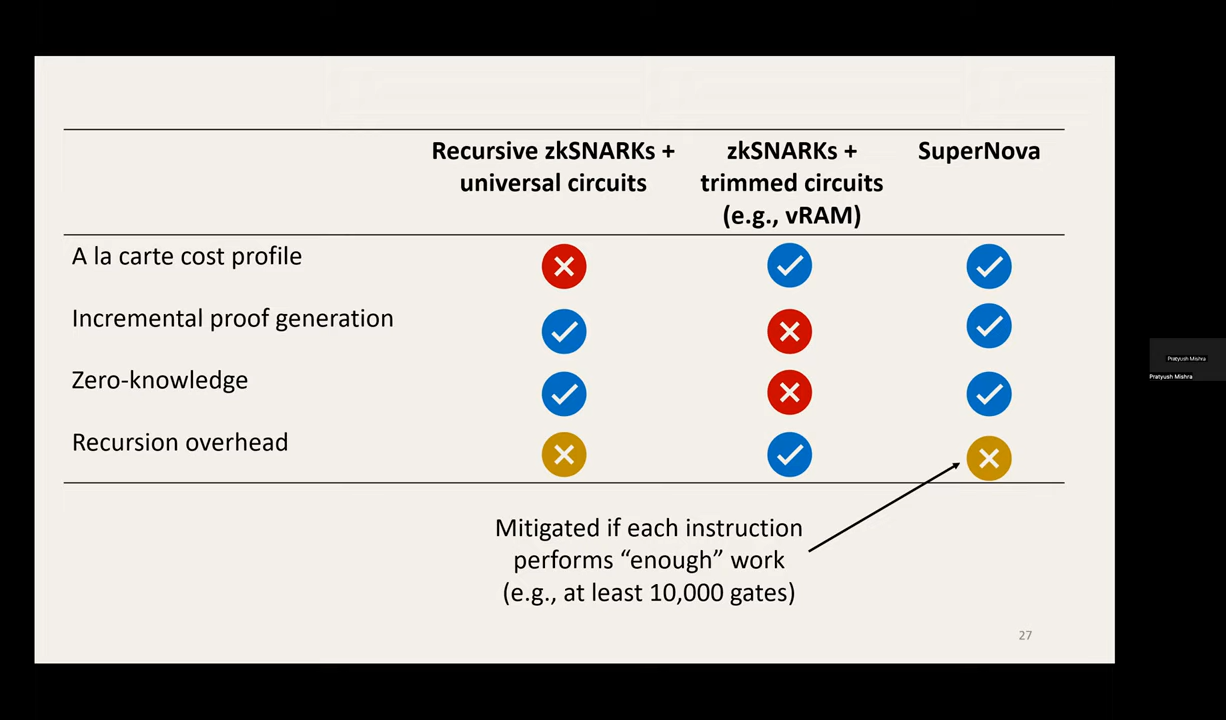 Recursive zkSNARKs +
universal circuits
zkSNARKs +
trimmed circuits
(e.g., vRAM)
SuperNova
A la carte cost profile
Incremental proof generation
Zero-knowledge
Recursion overhead
Mitigated if each instruction
performs “enough” work
(e.g., at least 10,000 gates)
27
Pratyush Mishra
Pratyush Mishra